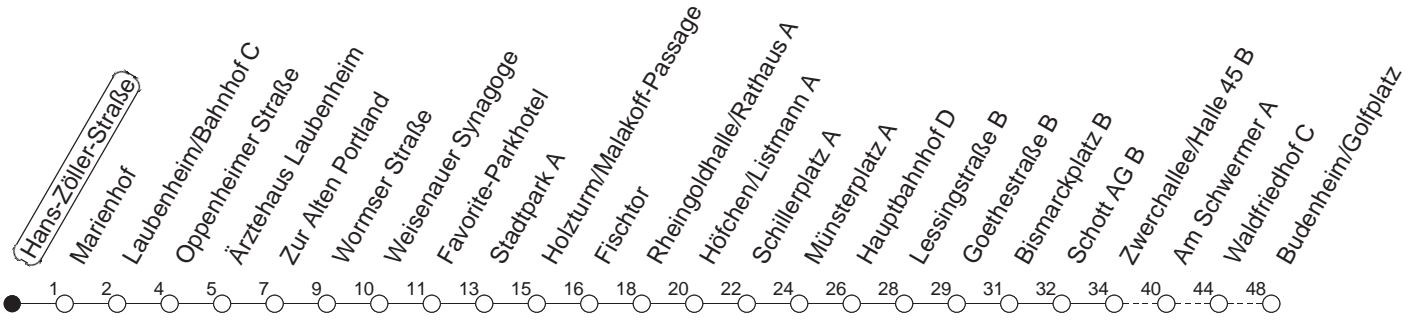 Hans-Zöller-Straße
Marienhof
Laubenheim/Bahnhof C
Oppenheimer Straße
Ärztehaus Laubenheim
Zur Alten Portland
Wormser Straße
Weisenauer Synagoge
Favorite-Parkhotel
Stadtpark A
Holzturm/Malakoff-Passage
Fischtor
Rheingoldhalle/Rathaus A
Höfchen/Listmann A
Schillerplatz A
Münsterplatz A
Hauptbahnhof D
Lessingstraße B
Goethestraße B
Bismarckplatz B
Schott AG B
Zwerchallee/Halle 45 B
Am Schwermer A
Waldfriedhof C
Budenheim/Golfplatz
1 2 4 5 7 9 10 11 13 15 16 18 20 22 24 26 28 29 31 32 34 40 44 48